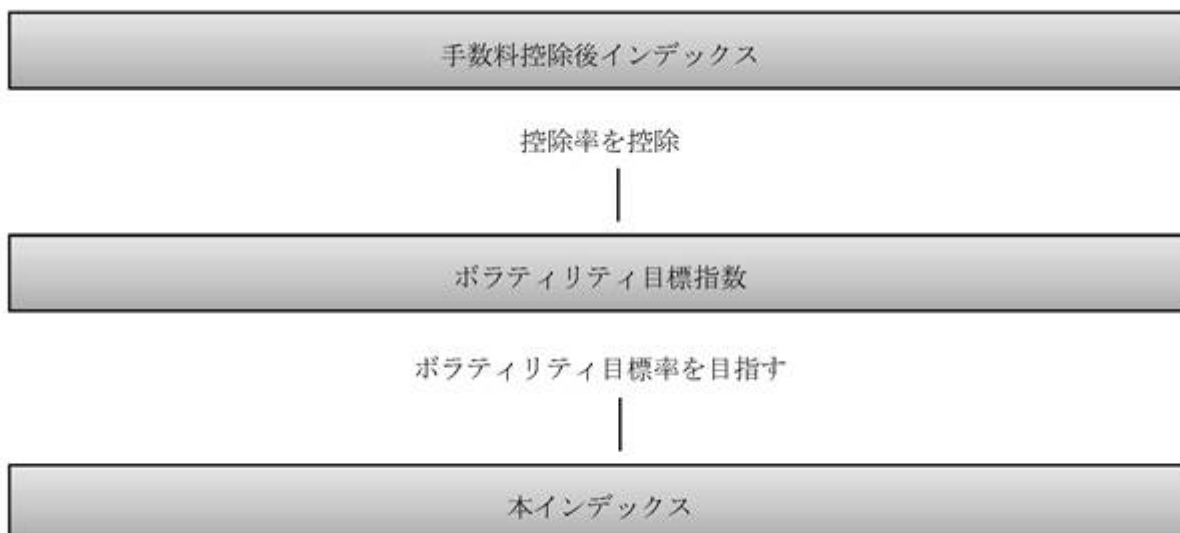 手数料控除後インデックス
控除率を控除
ボラティリティ目標指数
ボラティリティ目標率を目指す
本インデックス